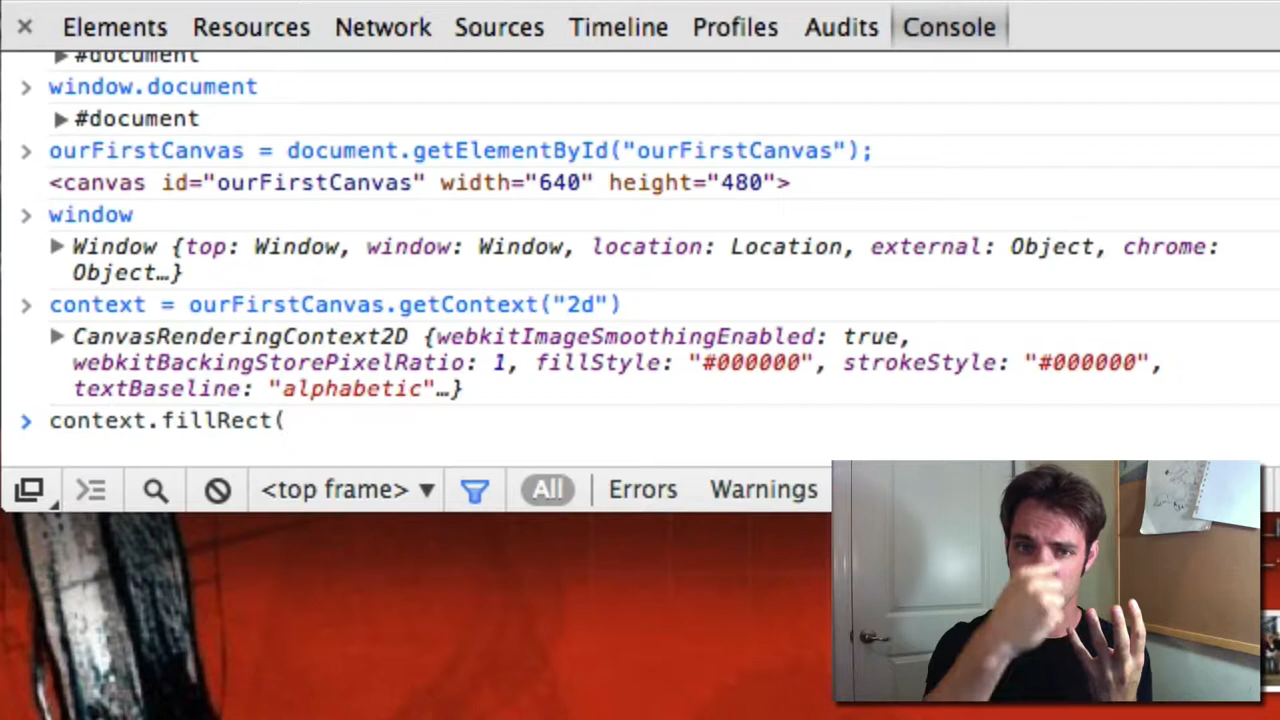 × Elements Resources Network Sources Timeline Profiles Audits Console
▶ #document
> window.document
▶ #document
> ourFirstCanvas = document.getElementById("ourFirstCanvas");
<canvas id="ourFirstCanvas" width="640" height="480">
> window
▶ Window {top: Window, window: Window, location: Location, external: Object, chrome:
Object…}
> context = ourFirstCanvas.getContext("2d")
▶ CanvasRenderingContext2D {webkitImageSmoothingEnabled: true,
webkitBackingStorePixelRatio: 1, fillStyle: "#000000", strokeStyle: "#000000",
textBaseline: "alphabetic"…}
> context.fillRect(
<top frame> ▼ All Errors Warnings